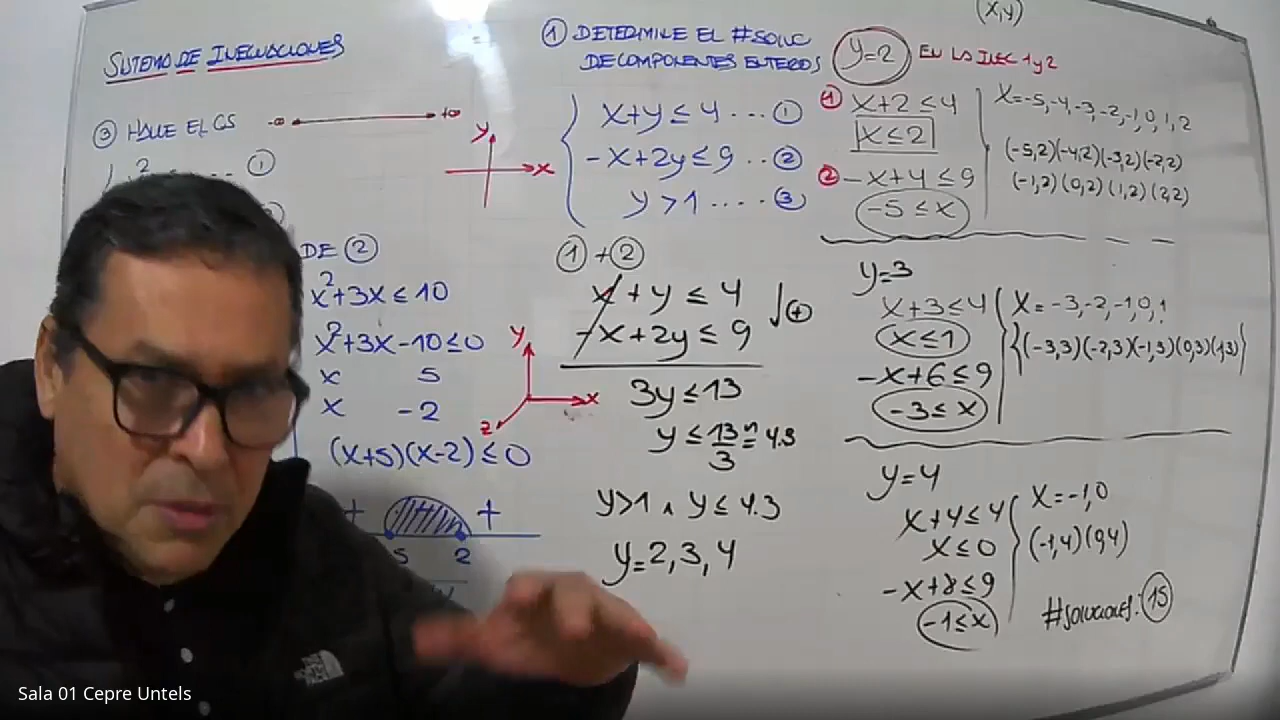 SISTEMA DE INECUACIONES
③ HALLE EL CS
-∞ +∞
①
y
x
DE ②
x²+3x ≤ 10
x²+3x-10 ≤ 0
x 5
x -2
(x+5)(x-2) ≤ 0
+ +
5 2
y
x
z
① DETERMINE EL #SOLUC
DE COMPONENTES ENTEROS
x+y ≤ 4 ... ①
-x+2y ≤ 9 .. ②
y >1 .... ③
① + ②
x + y ≤ 4
-x + 2y ≤ 9
↓ (+)
3y ≤ 13
y ≤ 13/3 ≈ 4.3
y>1 ∧ y ≤ 4.3
y=2,3,4
(x,y)
y=2 EN LA INEC 1 y 2
① x+2 ≤ 4
x ≤ 2
② -x+4 ≤ 9
-5 ≤ x
x=-5,-4,-3,-2,-1,0,1,2
(-5,2)(-4,2)(-3,2)(-2,2)
(-1,2)(0,2)(1,2)(2,2)
y=3
x+3 ≤ 4
x ≤ 1
-x+6 ≤ 9
-3 ≤ x
x=-3,-2,-1,0,1
(-3,3)(-2,3)(-1,3)(0,3)(1,3)
y=4
x+4 ≤ 4
x ≤ 0
-x+8 ≤ 9
-1 ≤ x
x=-1,0
(-1,4)(0,4)
#SOLUCIONES: 15
THE NORTH FACE
Sala 01 Cepre Untels